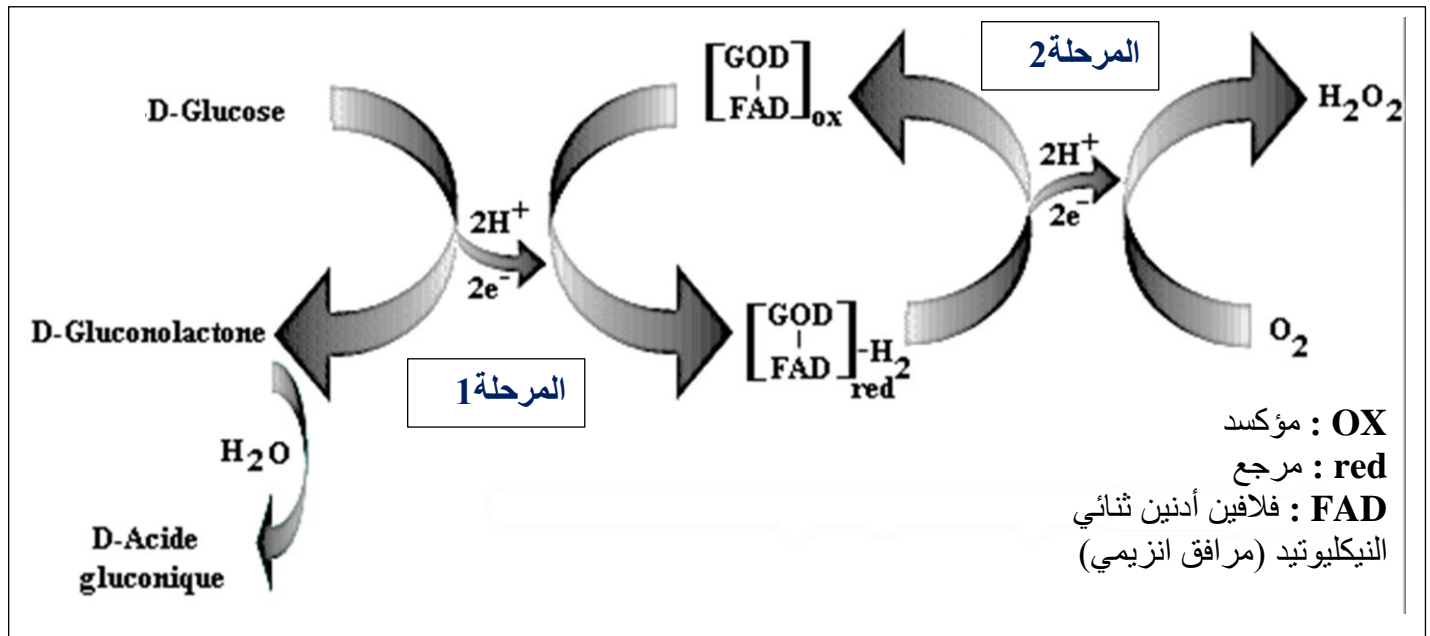 المرحلة2
[GOD
FAD]ox
D-Glucose
H2O2
2H+
2e-
2H+
2e-
D-Gluconolactone
[GOD
FAD]-H2
red
O2
المرحلة1
OX : مؤكسد
red : مرجع
FAD : فلافين أدنين ثنائي
النيكليوتيد (مرافق انزيمي)
H2O
D-Acide
gluconique